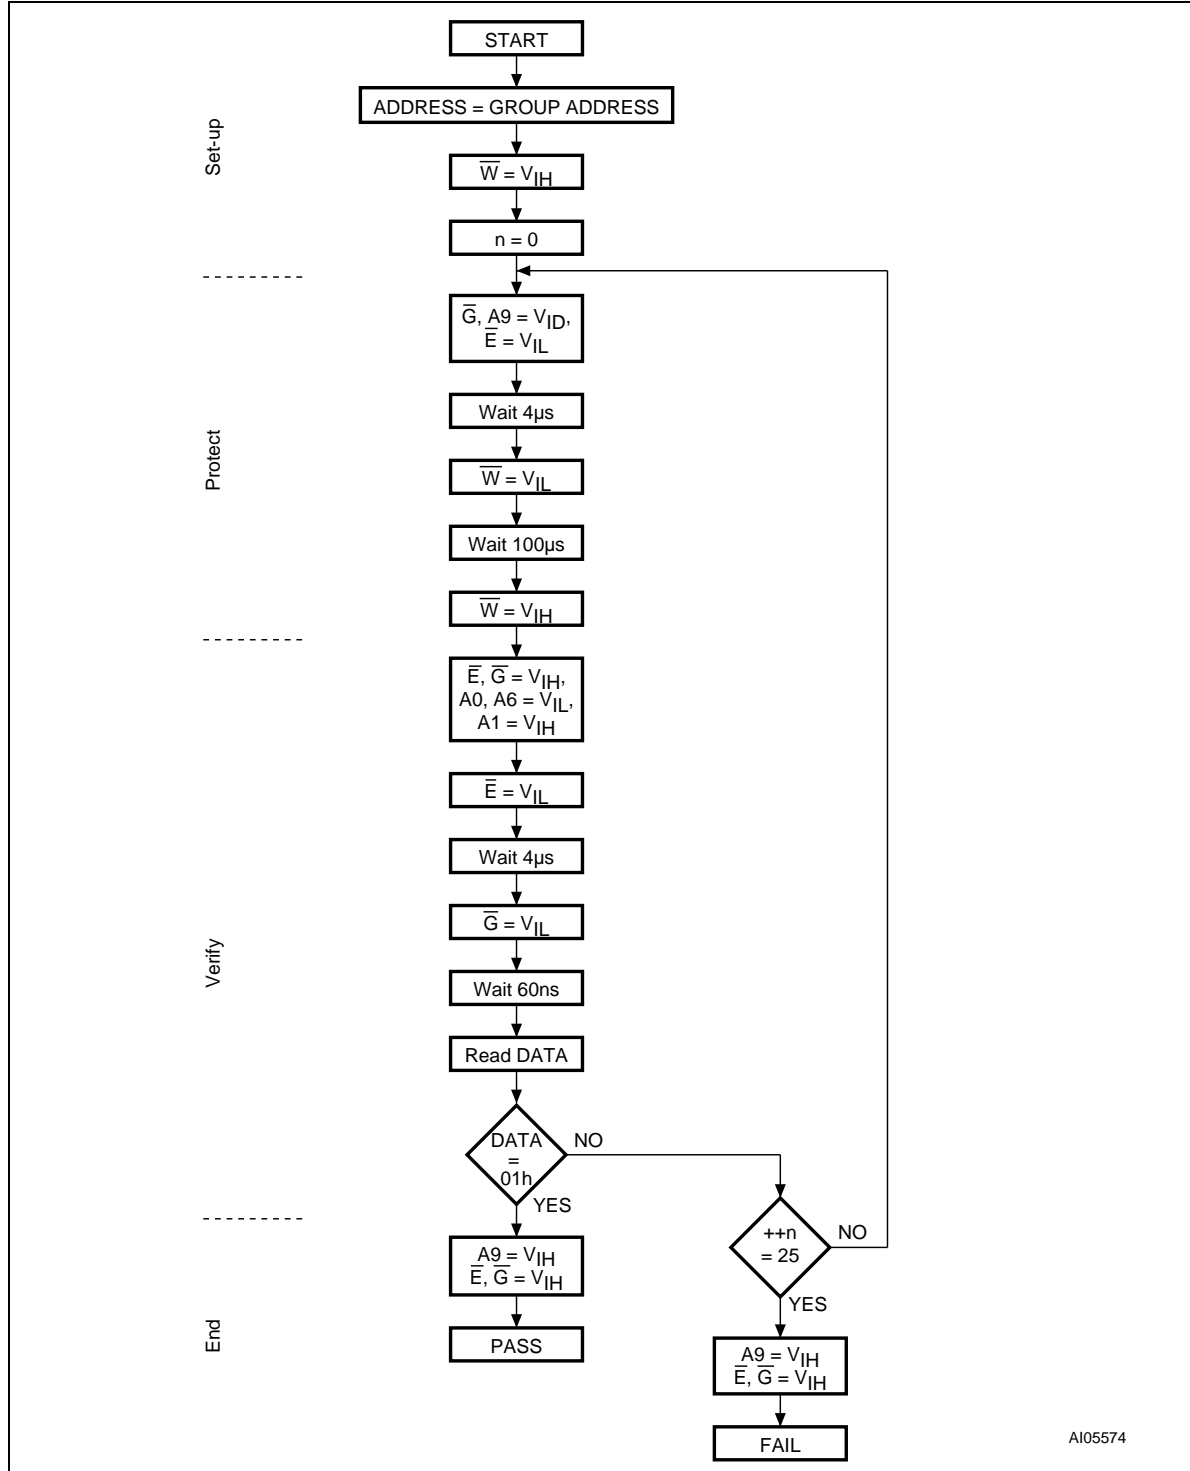 START
ADDRESS = GROUP ADDRESS
Set-up
W̅ = VIH
n = 0
G̅, A9 = VID,
E̅ = VIL
Wait 4µs
Protect
W̅ = VIL
Wait 100µs
W̅ = VIH
E̅, G̅ = VIH,
A0, A6 = VIL,
A1 = VIH
E̅ = VIL
Wait 4µs
G̅ = VIL
Verify
Wait 60ns
Read DATA
DATA
=
01h
NO
YES
++n
= 25
NO
YES
A9 = VIH
E̅, G̅ = VIH
End
PASS
A9 = VIH
E̅, G̅ = VIH
FAIL
AI05574